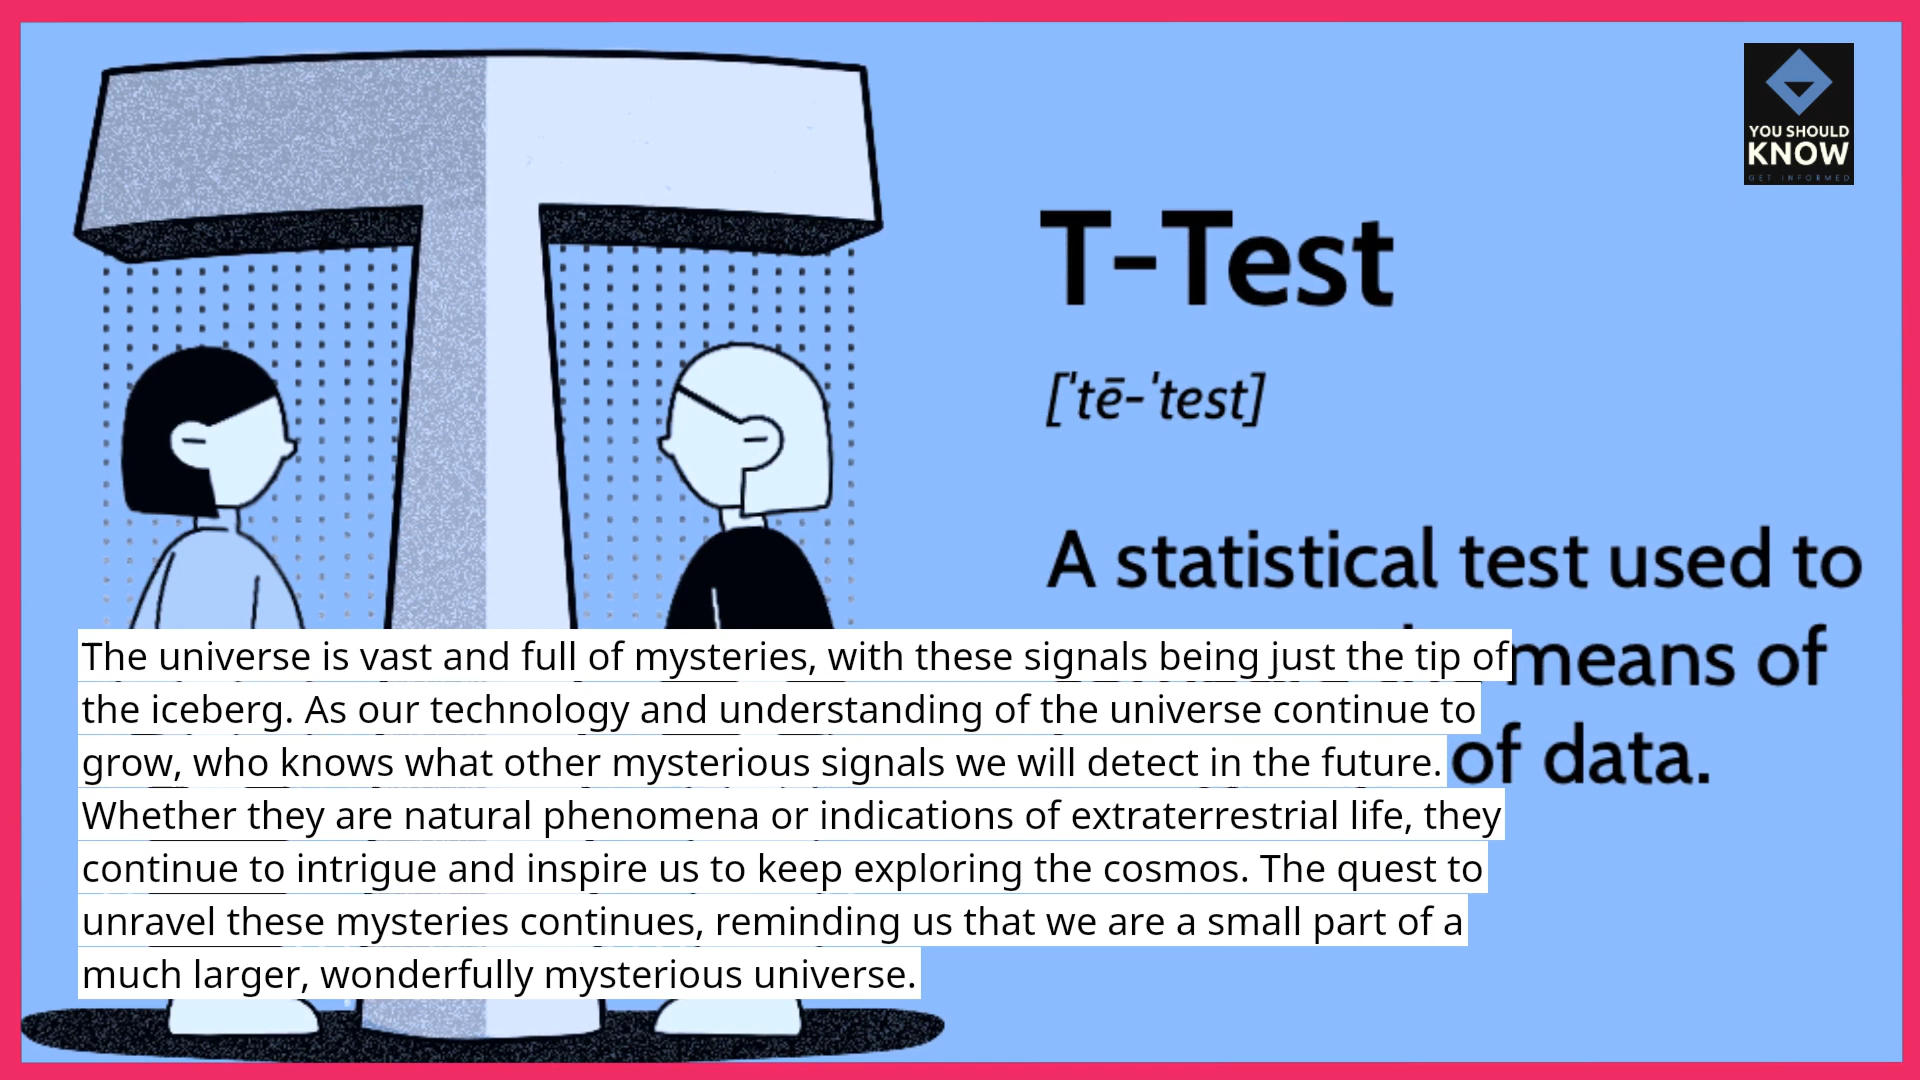 YOU SHOULD
KNOW
GET INFORMED
T-Test
['tē-'test]
A statistical test used to
means of
of data.
The universe is vast and full of mysteries, with these signals being just the tip of
the iceberg. As our technology and understanding of the universe continue to
grow, who knows what other mysterious signals we will detect in the future.
Whether they are natural phenomena or indications of extraterrestrial life, they
continue to intrigue and inspire us to keep exploring the cosmos. The quest to
unravel these mysteries continues, reminding us that we are a small part of a
much larger, wonderfully mysterious universe.